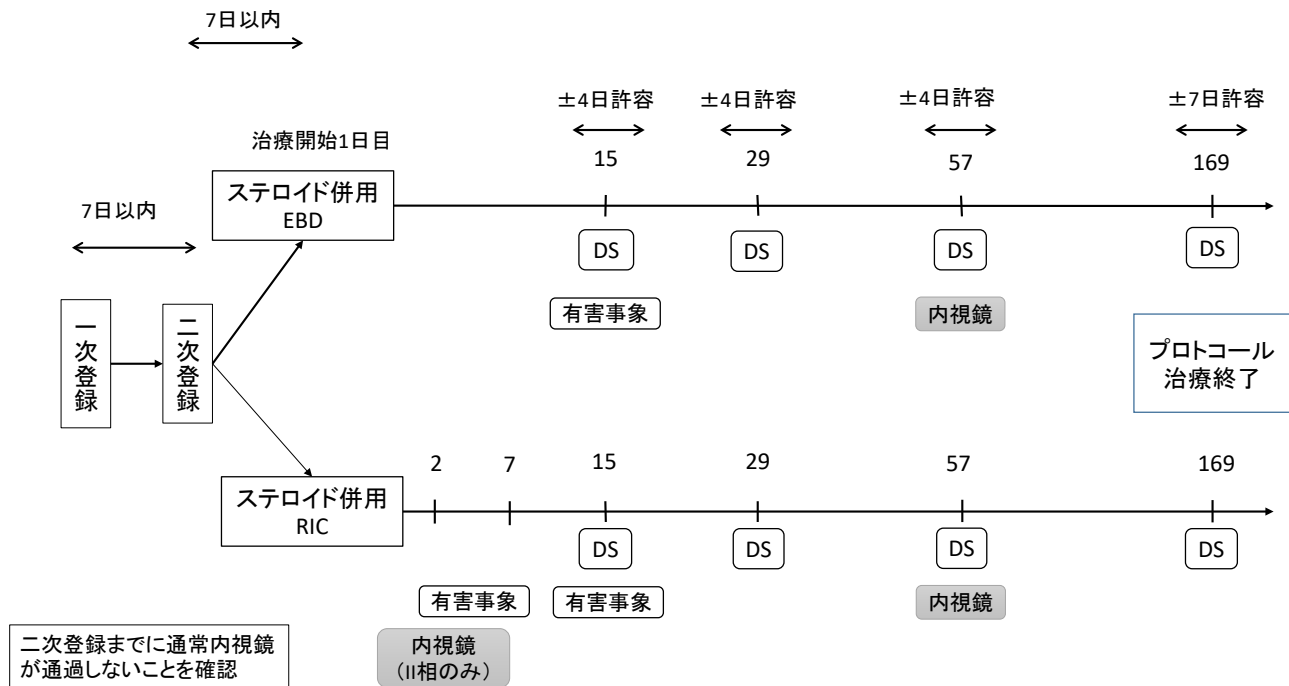 7日以内
±4日許容
±4日許容
±4日許容
±7日許容
治療開始1日目
15
29
57
169
ステロイド併用
EBD
7日以内
DS
DS
DS
DS
有害事象
内視鏡
一次登録
二次登録
プロトコール
治療終了
2
7
15
29
57
169
ステロイド併用
RIC
DS
DS
DS
DS
有害事象
有害事象
内視鏡
二次登録までに通常内視鏡
が通過しないことを確認
内視鏡
（II相のみ）